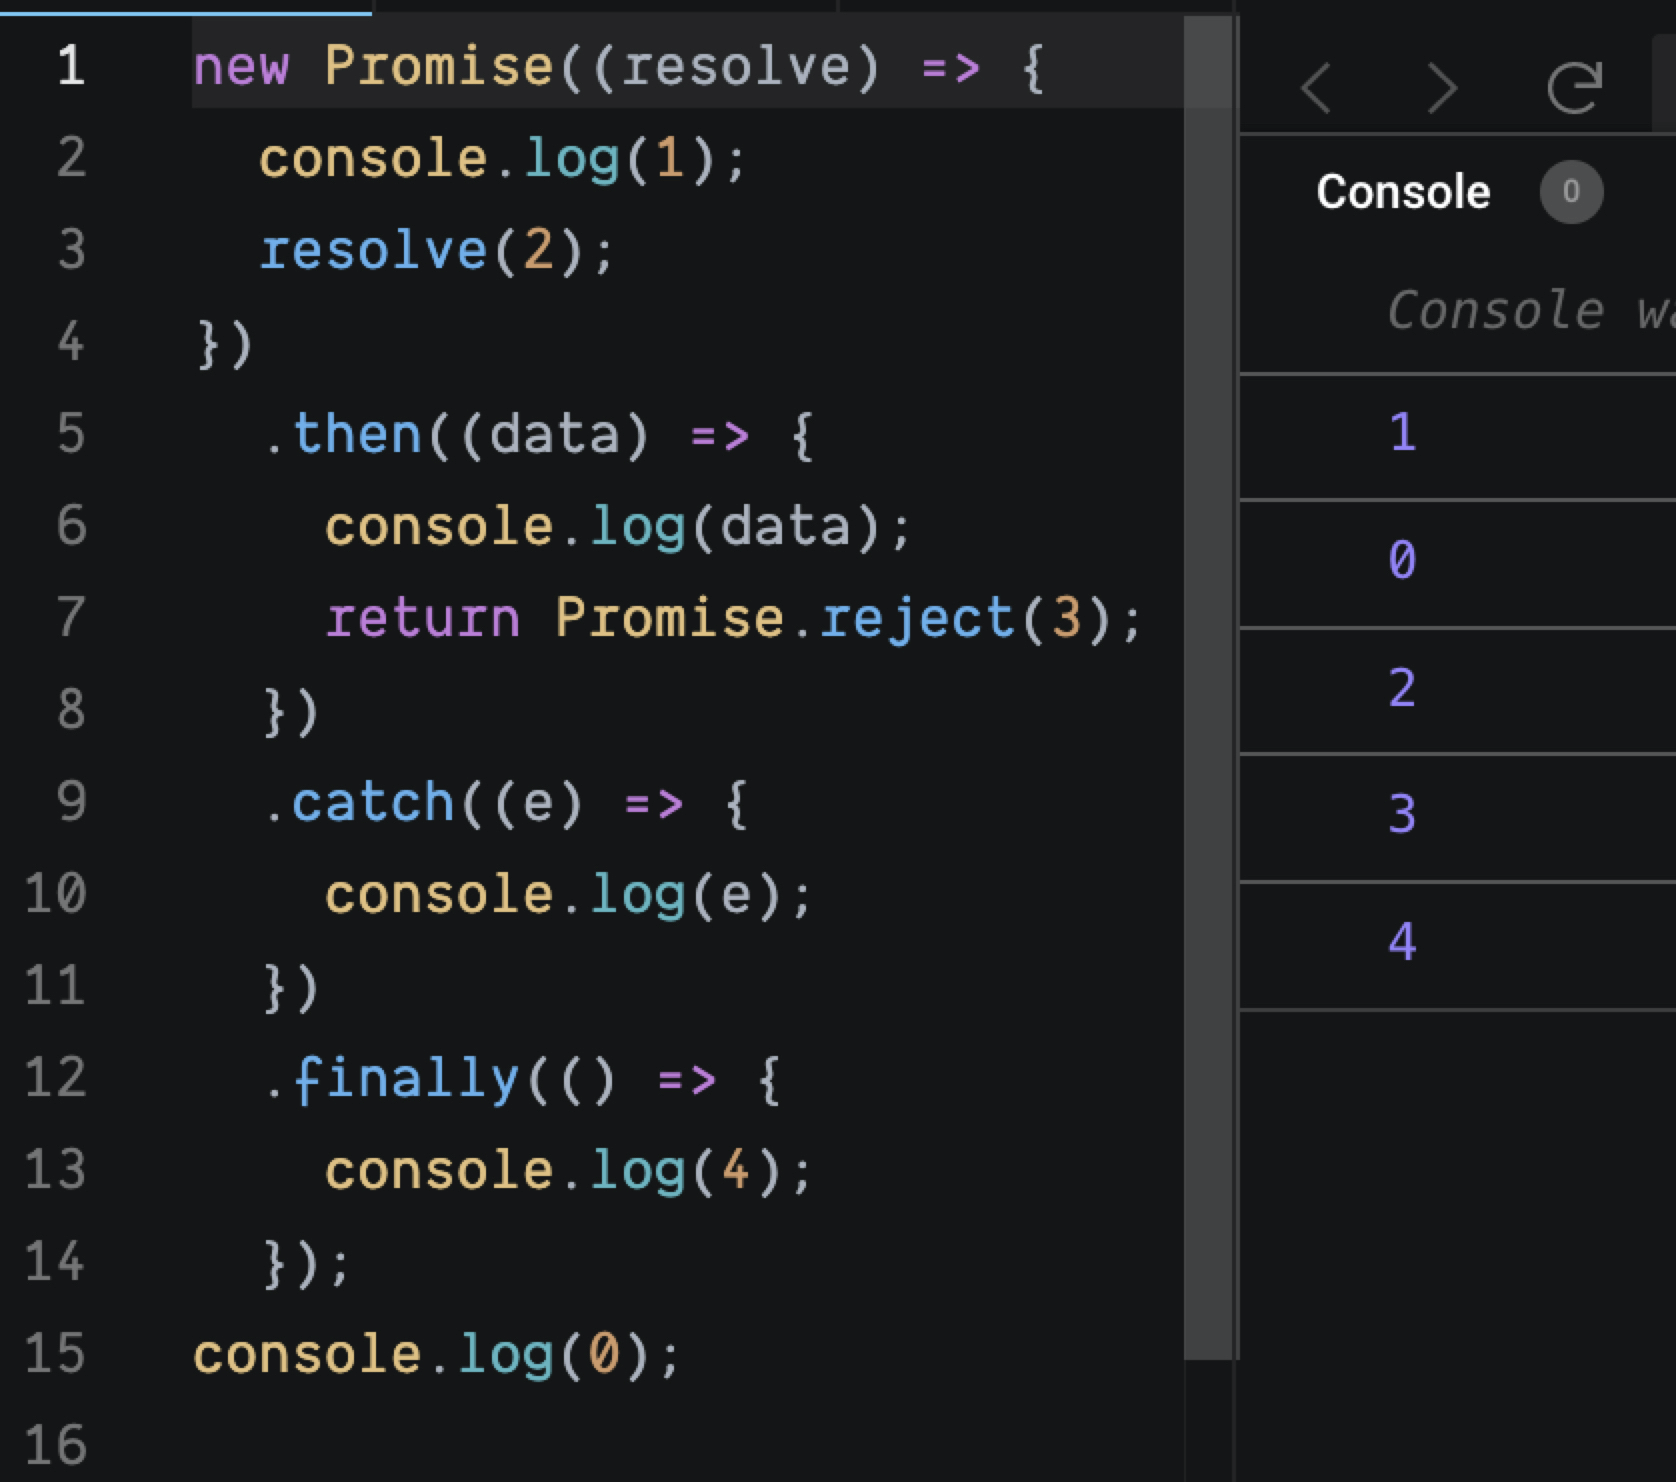 1 new Promise((resolve) => {
2 console.log(1);
3 resolve(2);
4 })
5 .then((data) => {
6 console.log(data);
7 return Promise.reject(3);
8 })
9 .catch((e) => {
10 console.log(e);
11 })
12 .finally(() => {
13 console.log(4);
14 });
15 console.log(0);
16
Console 0
Console
1
0
2
3
4